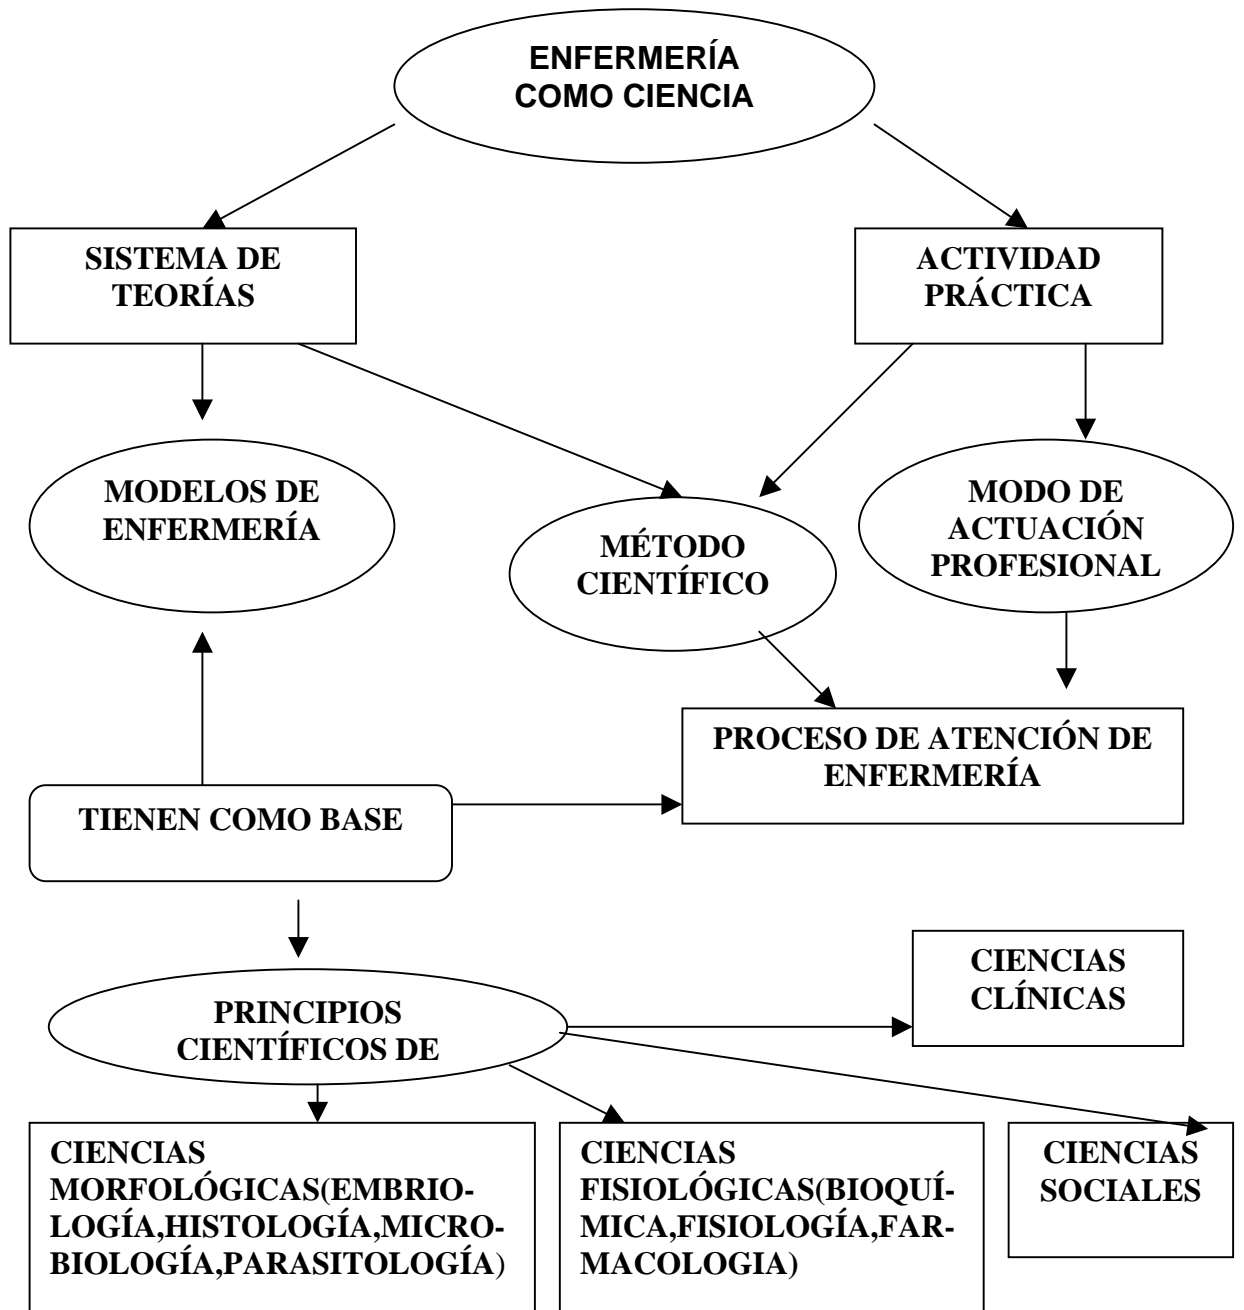 ENFERMERÍA
COMO CIENCIA
SISTEMA DE
TEORÍAS
ACTIVIDAD
PRÁCTICA
MODELOS DE
ENFERMERÍA
MÉTODO
CIENTÍFICO
MODO DE
ACTUACIÓN
PROFESIONAL
PROCESO DE ATENCIÓN DE
ENFERMERÍA
TIENEN COMO BASE
CIENCIAS
CLÍNICAS
PRINCIPIOS
CIENTÍFICOS DE
CIENCIAS
MORFOLÓGICAS(EMBRIO-
LOGÍA,HISTOLOGÍA,MICRO-
BIOLOGÍA,PARASITOLOGÍA)
CIENCIAS
FISIOLÓGICAS(BIOQUÍ-
MICA,FISIOLOGÍA,FAR-
MACOLOGIA)
CIENCIAS
SOCIALES